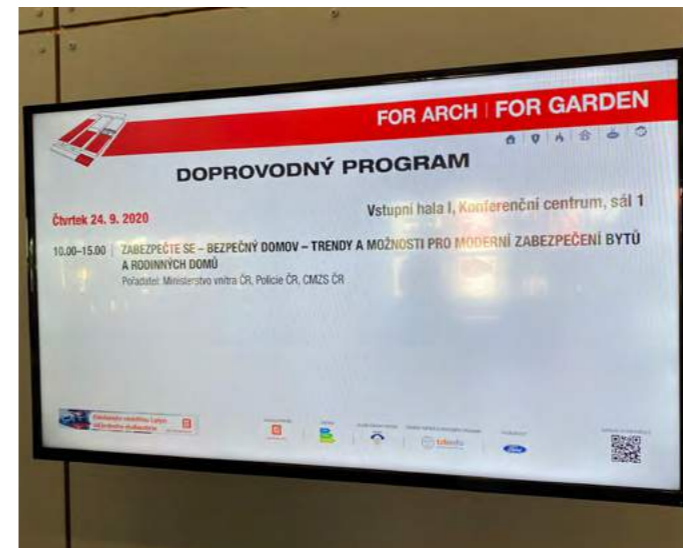 FOR ARCH | FOR GARDEN
DOPROVODNÝ PROGRAM
Čtvrtek 24. 9. 2020
Vstupní hala I, Konferenční centrum, sál 1
10.00–15.00 | ZABEZPEČTE SE – BEZPEČNÝ DOMOV – TRENDY A MOŽNOSTI PRO MODERNÍ ZABEZPEČENÍ BYTŮ
A RODINNÝCH DOMŮ
Pořadatel: Ministerstvo vnitra ČR, Policie ČR, CMZS ČR
Ford